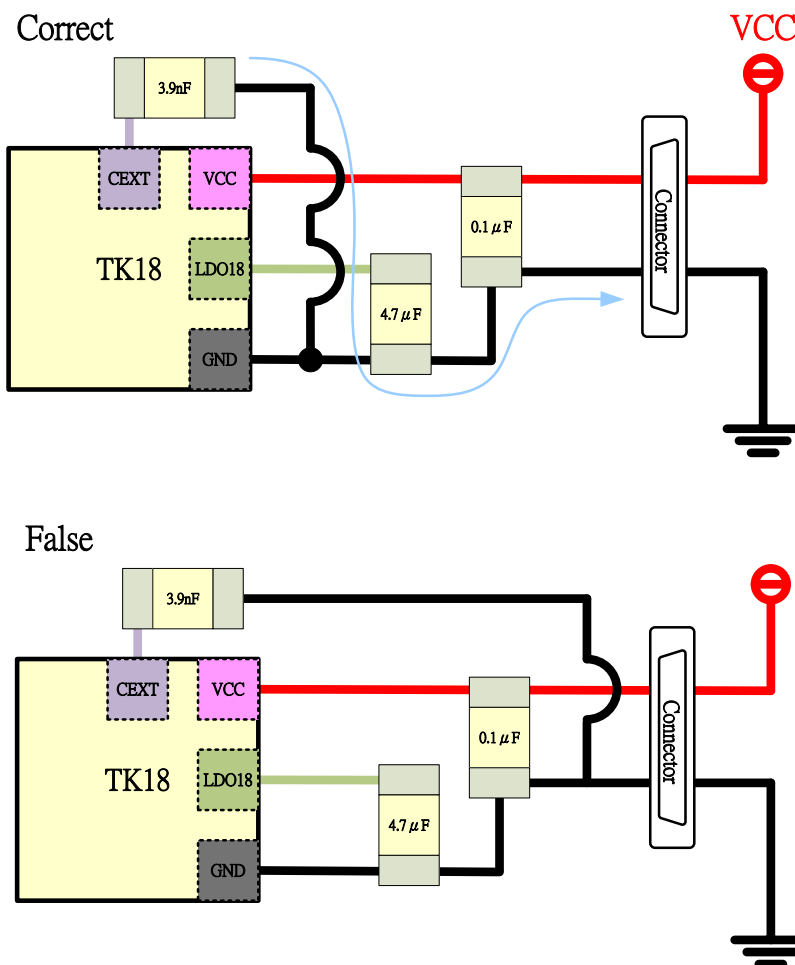 Correct
VCC
3.9nF
CEXT
VCC
0.1μF
Connector
TK18
LDO18
4.7μF
GND
False
3.9nF
CEXT
VCC
0.1μF
Connector
TK18
LDO18
4.7μF
GND